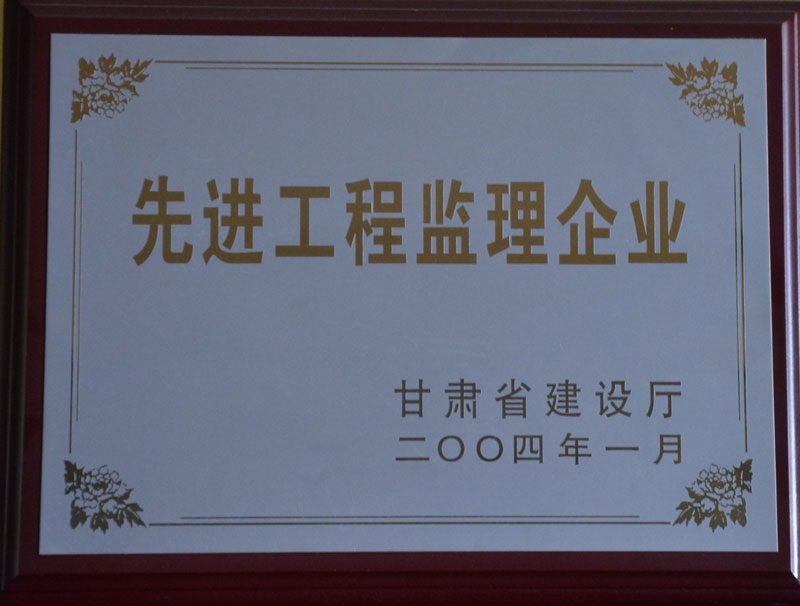 先进工程监理企业
甘肃省建设厅
二〇〇四年一月